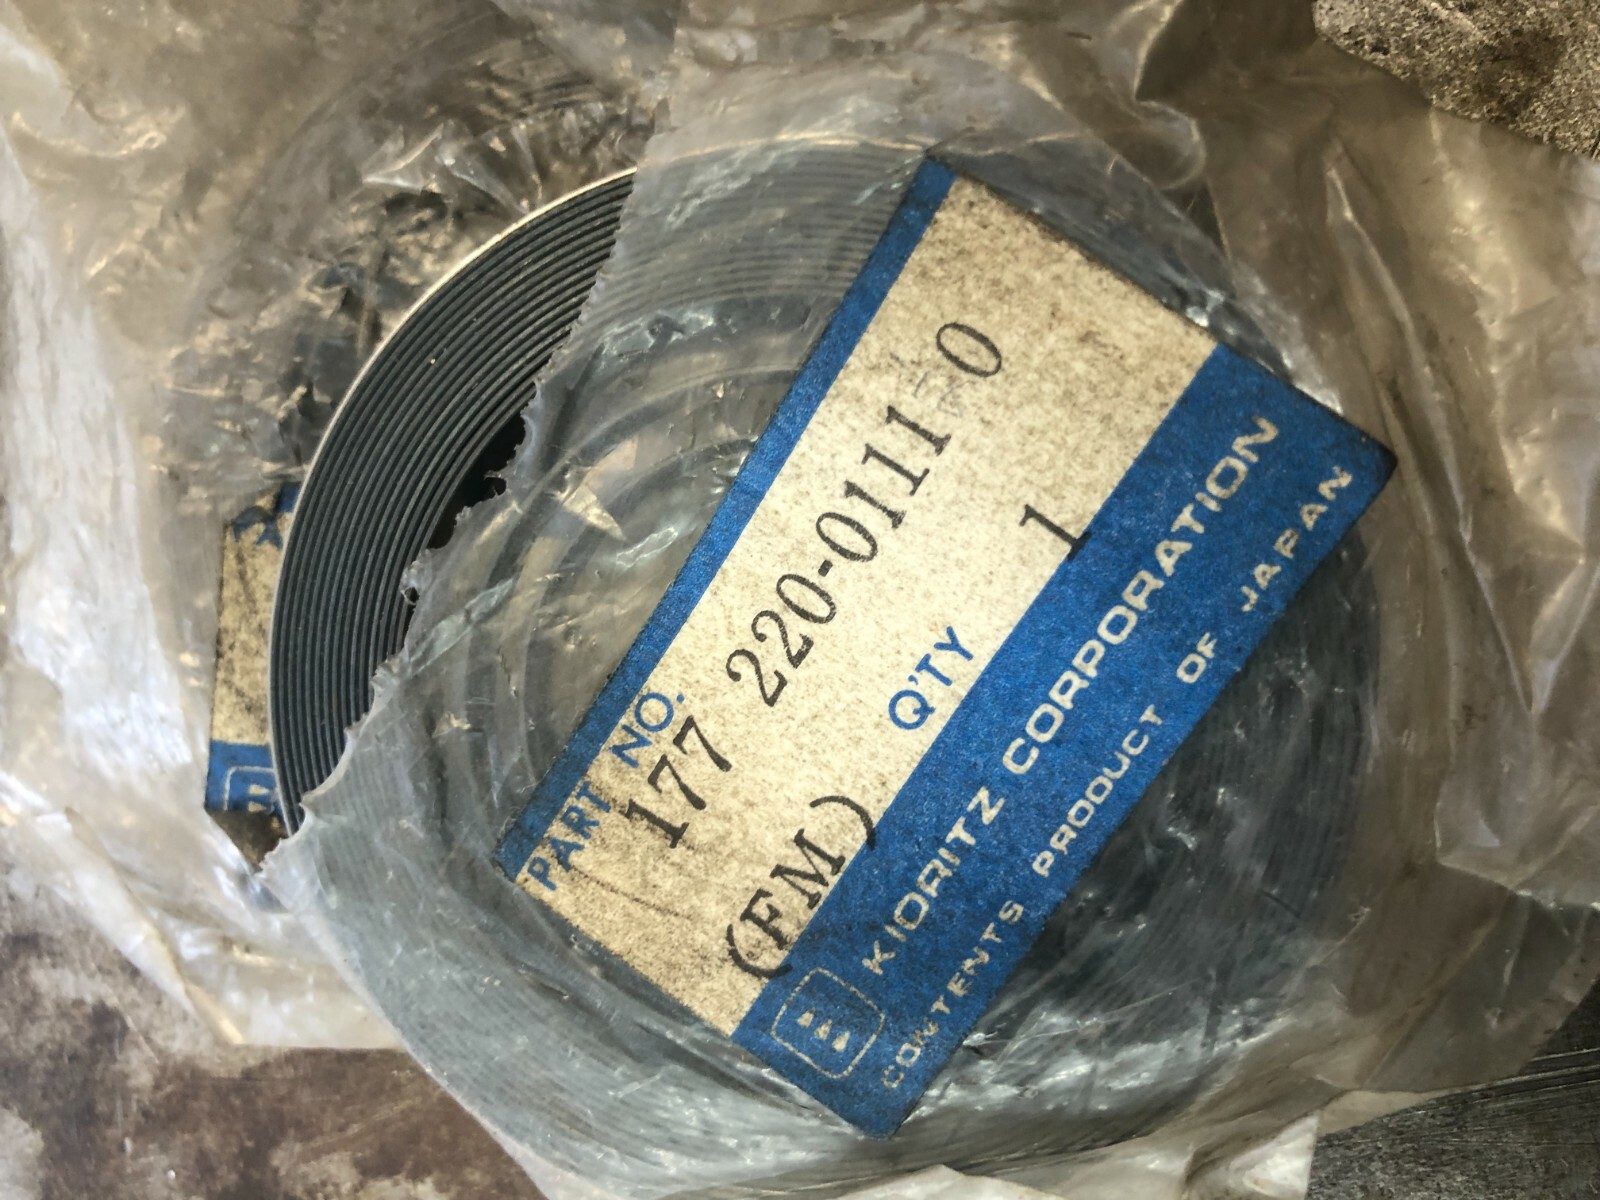 PART NO.
177 220-0111 0
(FM) Q'TY 1
KIORITZ CORPORATION
CONTENTS PRODUCT OF JAPAN